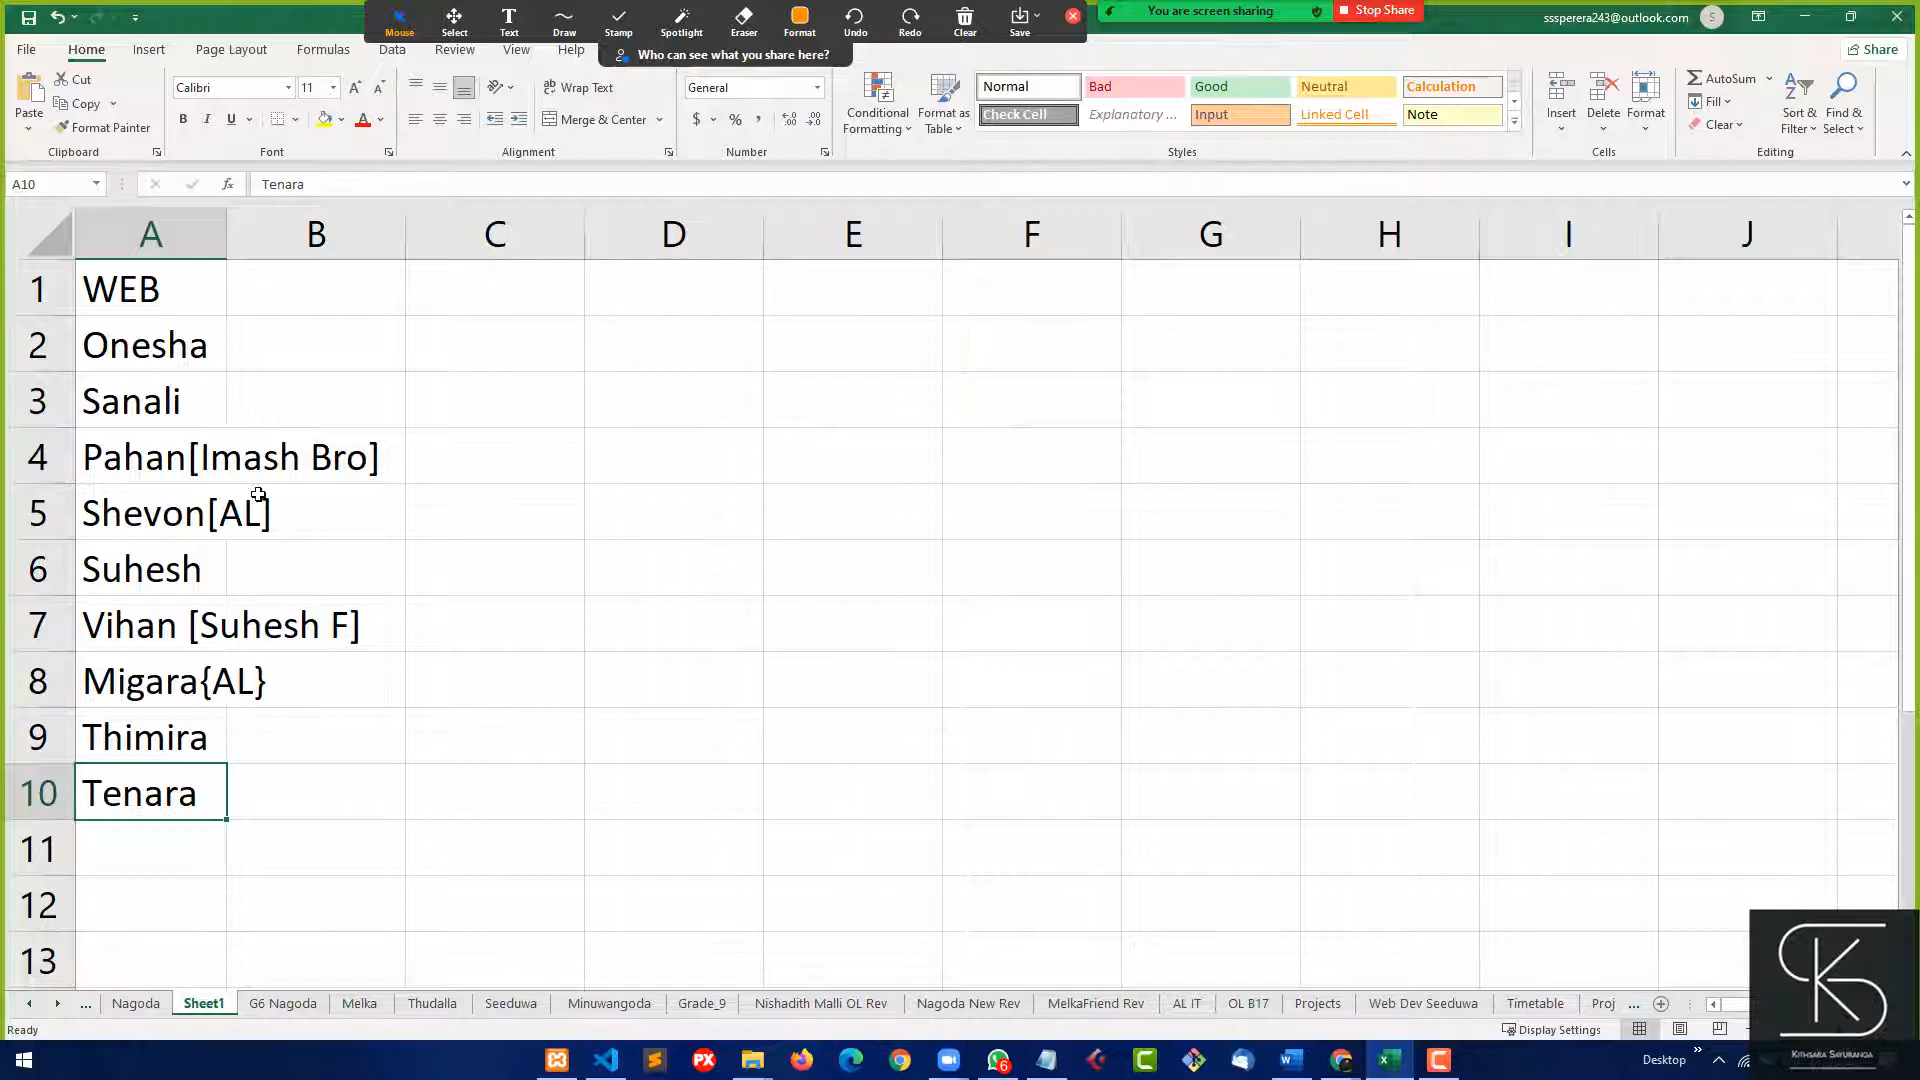 Mouse Select Text Draw Stamp Spotlight Eraser Format Undo Redo Clear Save
You are screen sharing Stop Share
sssperera243@outlook.com S
Who can see what you share here?
File Home Insert Page Layout Formulas Data Review View Help Share
Paste Cut Copy Format Painter
Calibri 11
B I U
Wrap Text
Merge & Center
General
$ %
Conditional Formatting
Format as Table
Normal Bad Good Neutral Calculation
Check Cell Explanatory ... Input Linked Cell Note
Insert Delete Format
AutoSum
Fill
Clear
Sort & Filter
Find & Select
Clipboard Font Alignment Number Styles Cells Editing
A10 fx Tenara
A B C D E F G H I J
1 WEB
2 Onesha
3 Sanali
4 Pahan[Imash Bro]
5 Shevon[AL]
6 Suhesh
7 Vihan [Suhesh F]
8 Migara{AL}
9 Thimira
10 Tenara
11
12
13
... Nagoda Sheet1 G6 Nagoda Melka Thudalla Seeduwa Minuwangoda Grade_9 Nishadith Malli OL Rev Nagoda New Rev MelkaFriend Rev AL IT OL B17 Projects Web Dev Seeduwa Timetable Proj ...
Ready Display Settings
Desktop
KITHSARA SAYURANGA